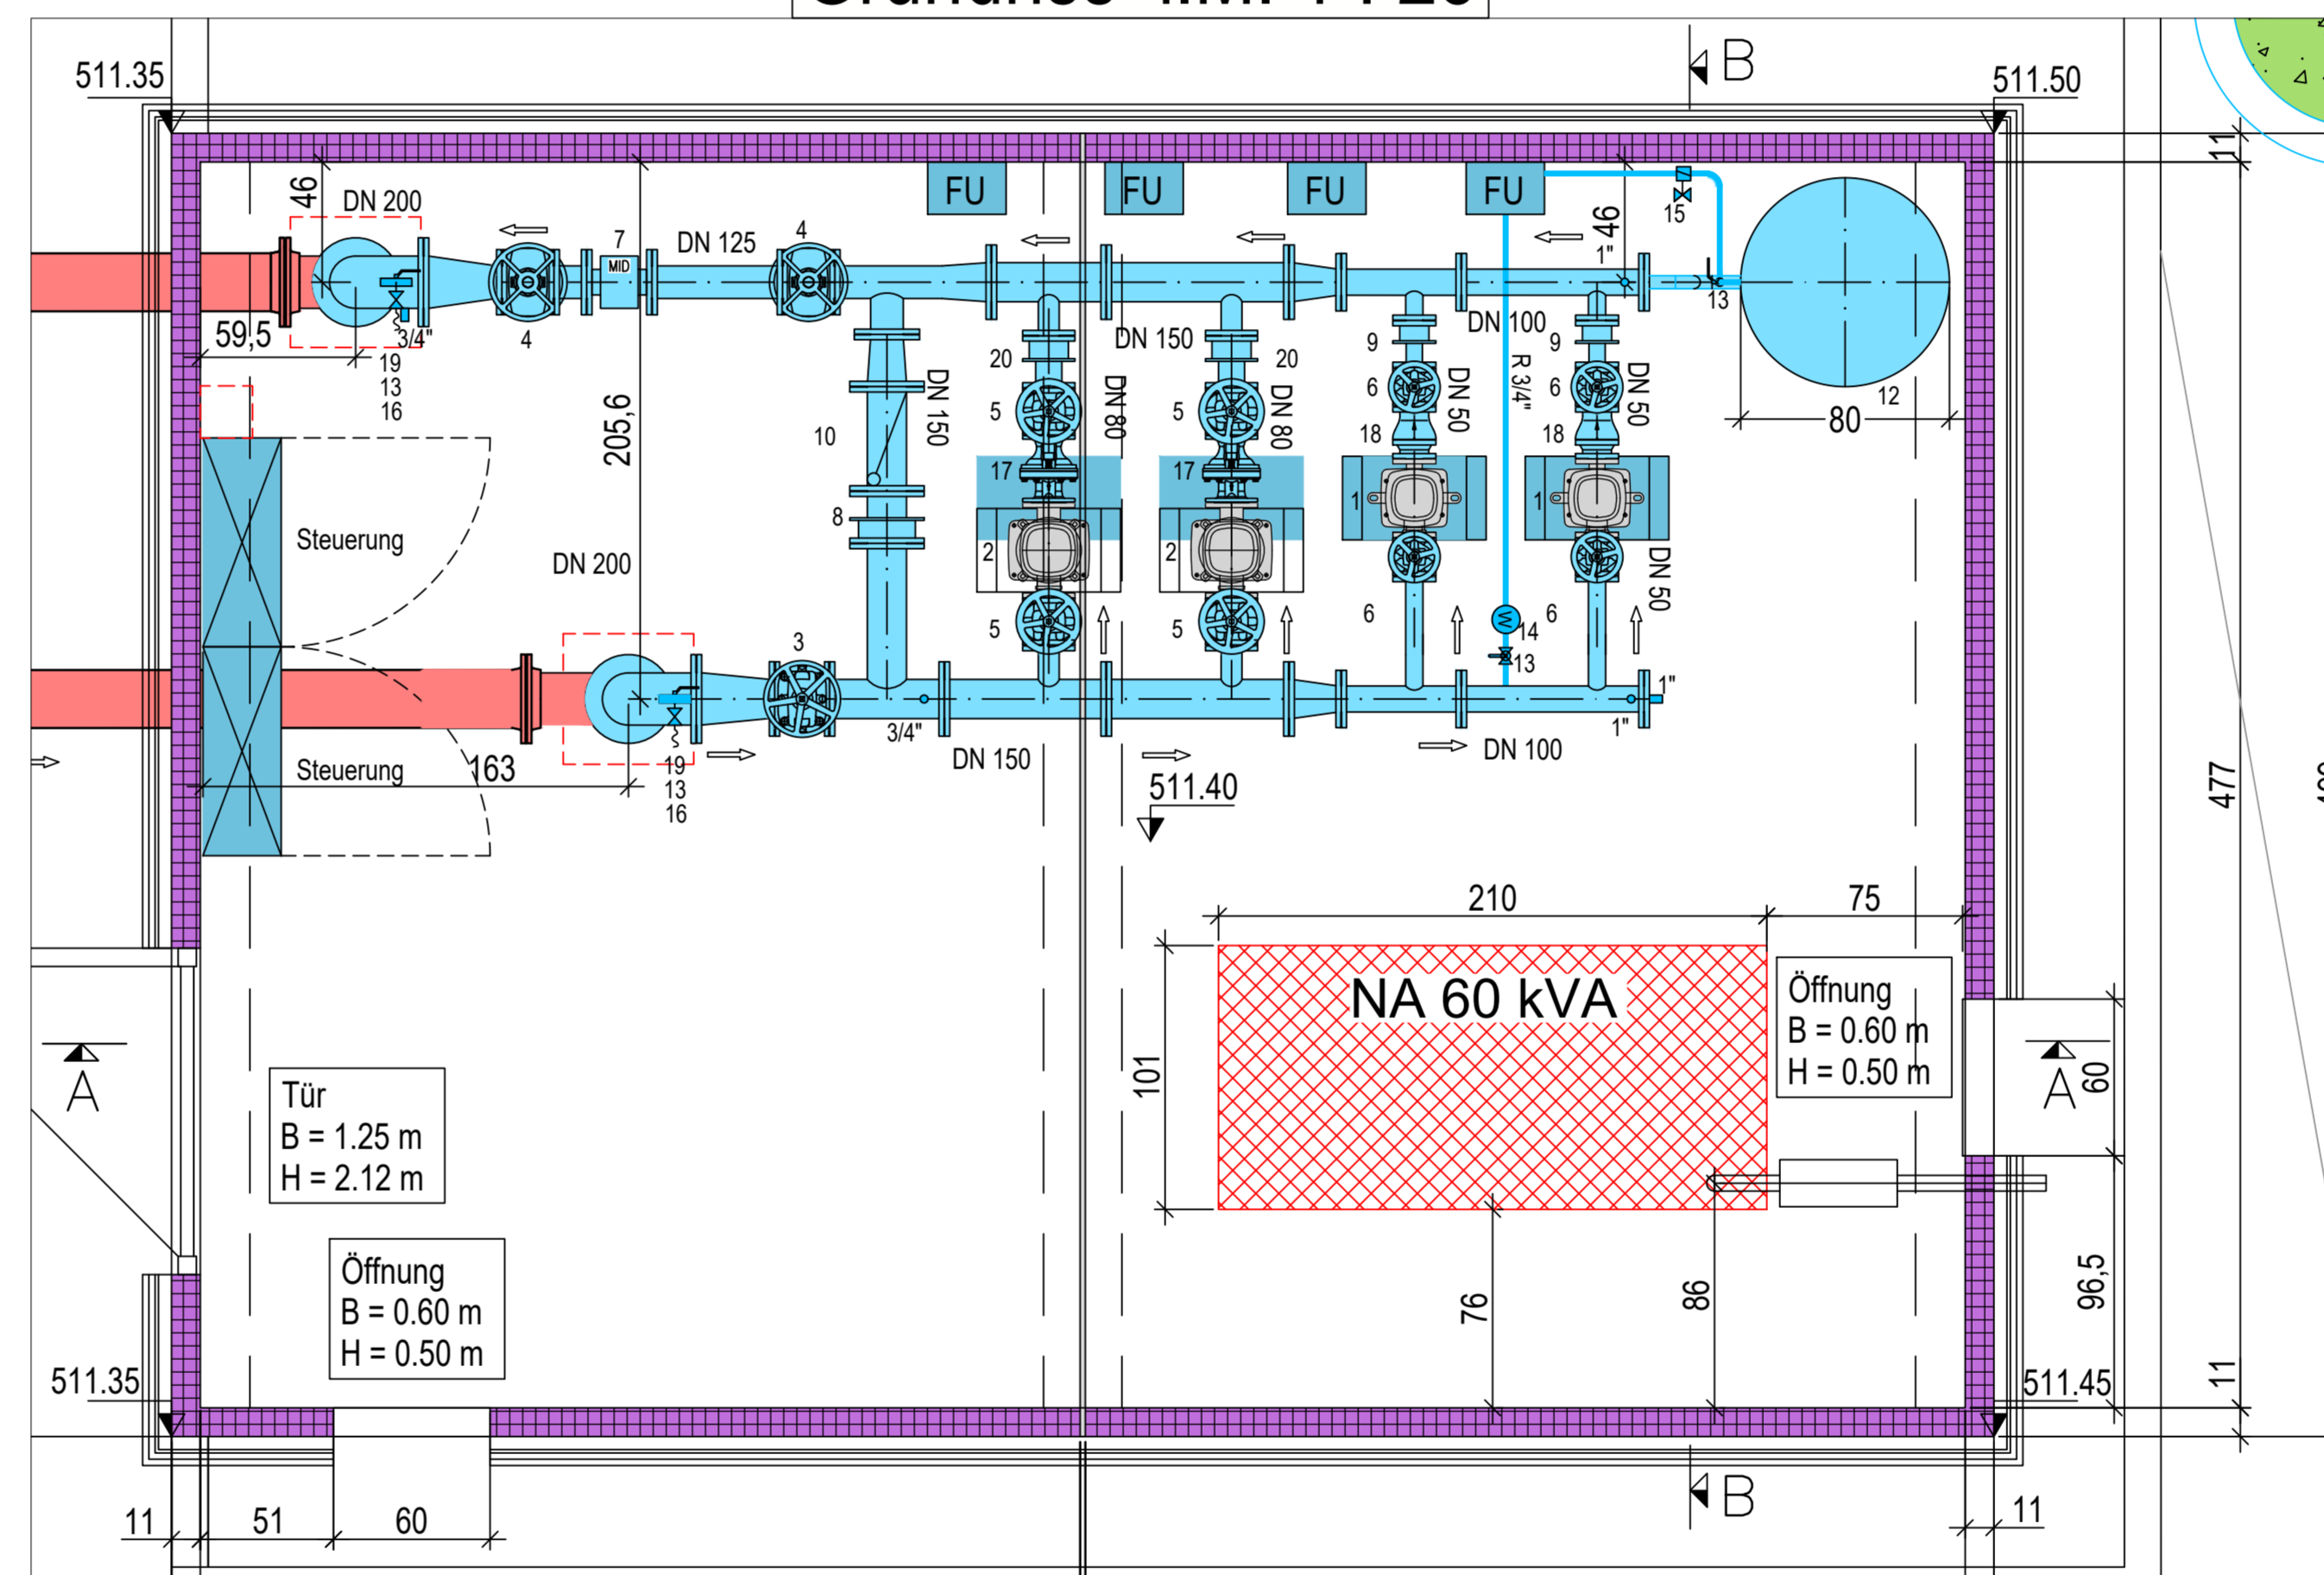 511.35
B
511.50
11
46
DN 200
FU
FU
FU
FU
15
46
7
DN 125
4
1"
MID
13
59,5
3/4"
4
19
13
16
DN 150
DN 100
20
20
9
9
12
80
205,6
DN 150
DN 80
DN 80
DN 50
R 3/4"
DN 50
5
5
6
6
10
17
17
18
18
8
1
1
Steuerung
DN 200
2
2
DN 50
5
5
6
14
6
13
3
1"
3/4"
1"
Steuerung
163
19
13
16
DN 150
DN 100
511.40
477
210
75
NA 60 kVA
Öffnung
B = 0.60 m
H = 0.50 m
101
A
A
60
Tür
B = 1.25 m
H = 2.12 m
Öffnung
B = 0.60 m
H = 0.50 m
76
86
96,5
511.35
511.45
11
B
11
51
60
11